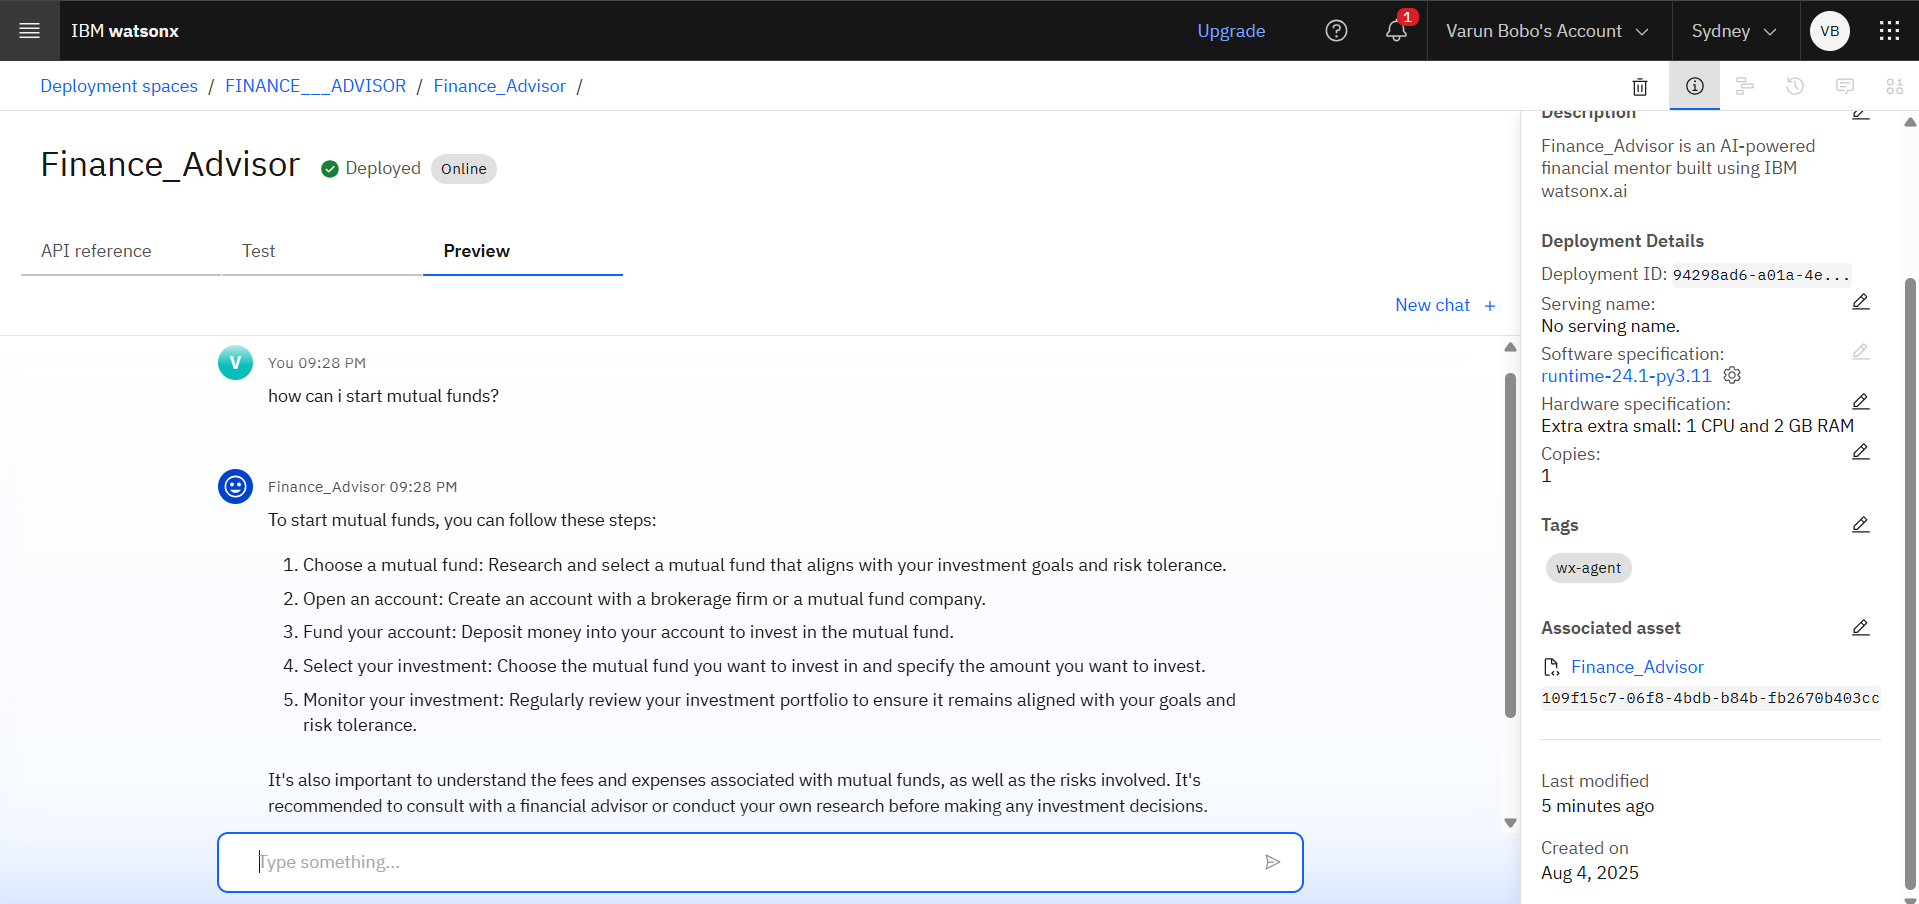 IBM watsonx
Upgrade
1
Varun Bobo's Account
Sydney
VB
Deployment spaces / FINANCE___ADVISOR / Finance_Advisor /
Finance_Advisor
Deployed
Online
API reference
Test
Preview
New chat +
V
You 09:28 PM
how can i start mutual funds?
Finance_Advisor 09:28 PM
To start mutual funds, you can follow these steps:
1. Choose a mutual fund: Research and select a mutual fund that aligns with your investment goals and risk tolerance.
2. Open an account: Create an account with a brokerage firm or a mutual fund company.
3. Fund your account: Deposit money into your account to invest in the mutual fund.
4. Select your investment: Choose the mutual fund you want to invest in and specify the amount you want to invest.
5. Monitor your investment: Regularly review your investment portfolio to ensure it remains aligned with your goals and
risk tolerance.
It's also important to understand the fees and expenses associated with mutual funds, as well as the risks involved. It's
recommended to consult with a financial advisor or conduct your own research before making any investment decisions.
Type something...
Description
Finance_Advisor is an AI-powered
financial mentor built using IBM
watsonx.ai
Deployment Details
Deployment ID: 94298ad6-a01a-4e...
Serving name:
No serving name.
Software specification:
runtime-24.1-py3.11
Hardware specification:
Extra extra small: 1 CPU and 2 GB RAM
Copies:
1
Tags
wx-agent
Associated asset
Finance_Advisor
109f15c7-06f8-4bdb-b84b-fb2670b403cc
Last modified
5 minutes ago
Created on
Aug 4, 2025